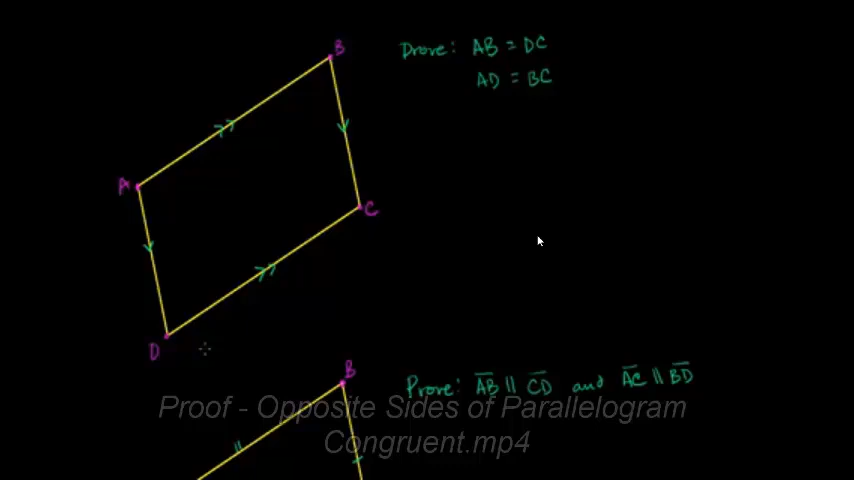 B
Prove: AB = DC
AD = BC
A
C
D
B
Prove: AB || CD and AC || BD
Proof - Opposite Sides of Parallelogram
Congruent.mp4